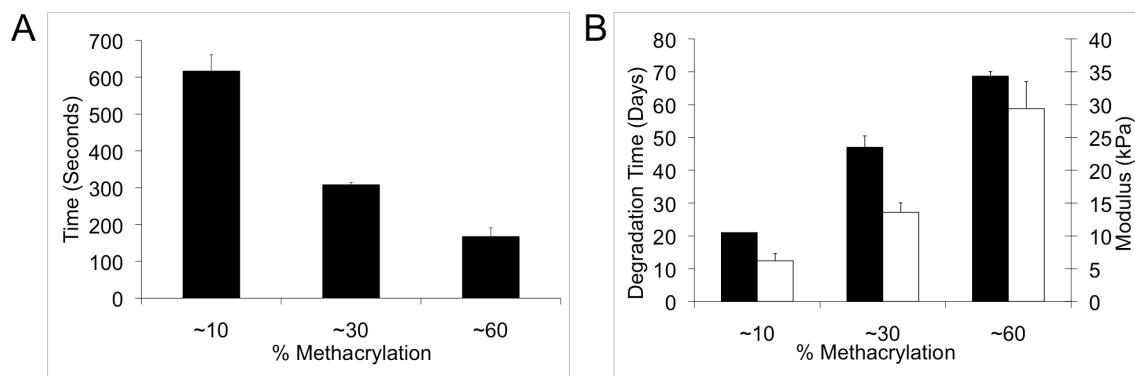 A
Time (Seconds)
700
600
500
400
300
200
100
0
~10 ~30 ~60
% Methacrylation
B
Degradation Time (Days)
80
70
60
50
40
30
20
10
0
~10 ~30 ~60
% Methacrylation
40
35
30
25
20
15
10
5
0
Modulus (kPa)